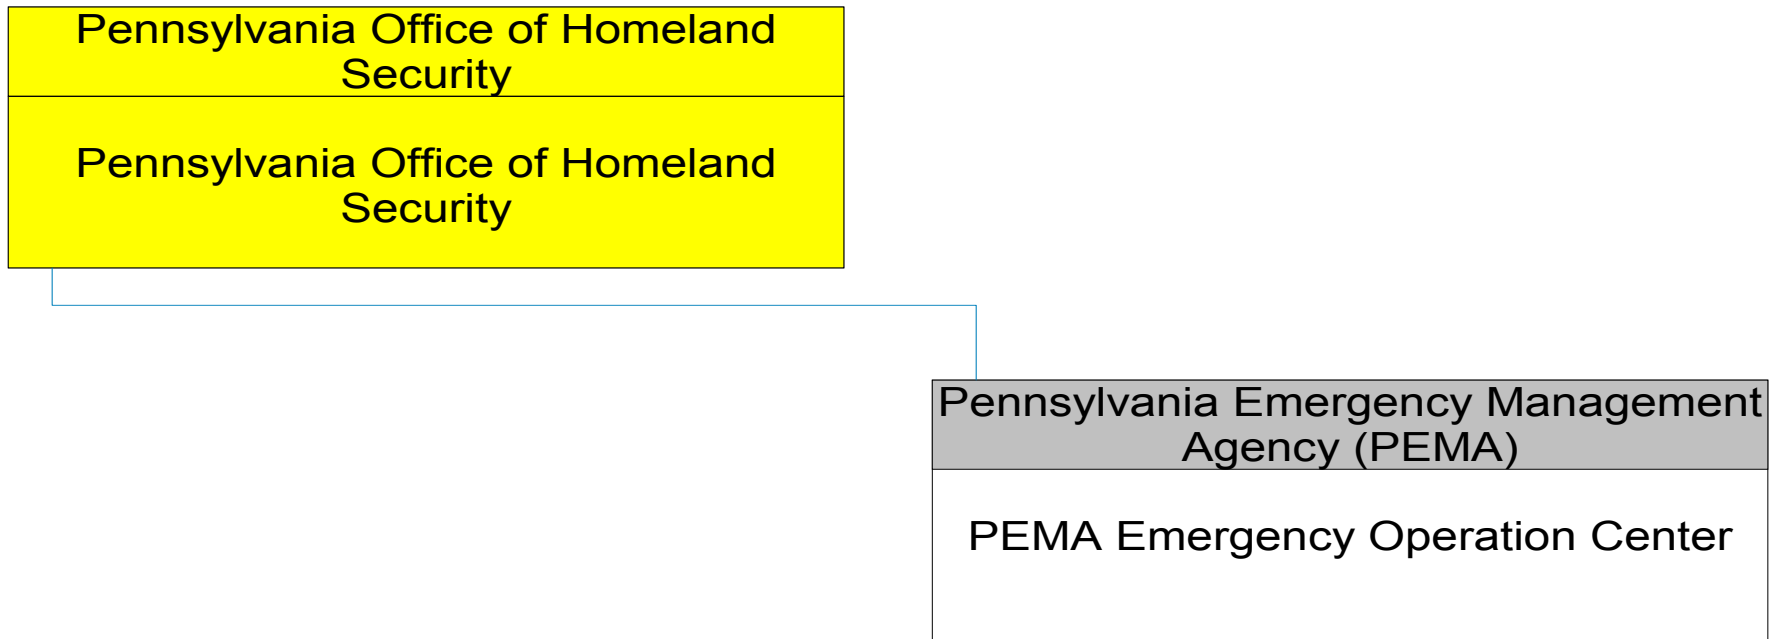 Pennsylvania Office of Homeland
Security
Pennsylvania Office of Homeland
Security
Pennsylvania Emergency Management
Agency (PEMA)
PEMA Emergency Operation Center